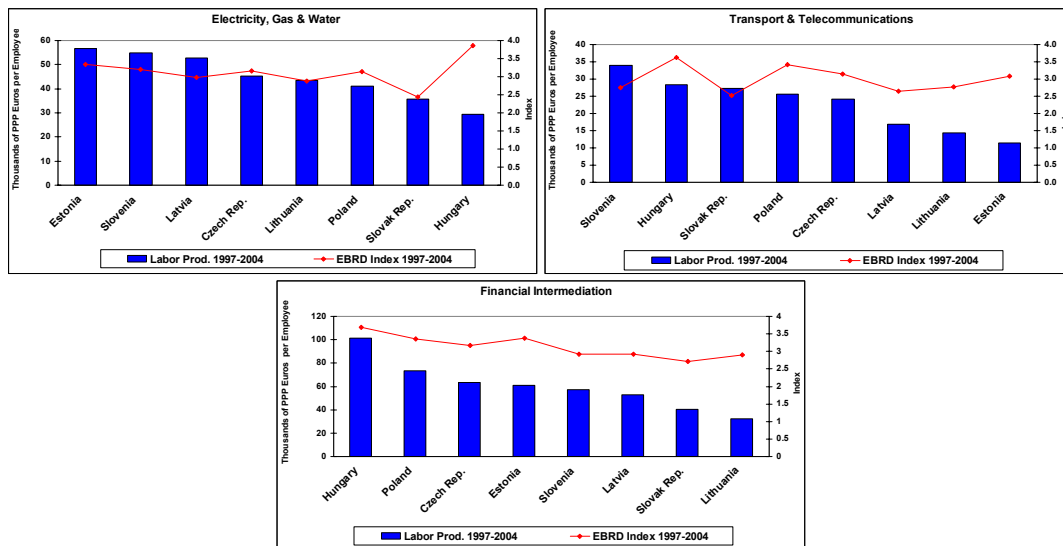 Electricity, Gas & Water
Thousands of PPP Euros per Employee
60
50
40
30
20
10
0
4.0
3.5
3.0
2.5
2.0
1.5
1.0
0.5
0.0
Index
Estonia
Slovenia
Latvia
Czech Rep.
Lithuania
Poland
Slovak Rep.
Hungary
Labor Prod. 1997-2004
EBRD Index 1997-2004
Transport & Telecommunications
Thousands of PPP Euros per Employee
40
35
30
25
20
15
10
5
0
4.0
3.5
3.0
2.5
2.0
1.5
1.0
0.5
0.0
Slovenia
Hungary
Slovak Rep.
Poland
Czech Rep.
Latvia
Lithuania
Estonia
Labor Prod. 1997-2004
EBRD Index 1997-2004
Financial Intermediation
Thousands of PPP Euros per Employee
120
100
80
60
40
20
0
4
3.5
3
2.5
2
1.5
1
0.5
0
Index
Hungary
Poland
Czech Rep.
Estonia
Slovenia
Latvia
Slovak Rep.
Lithuania
Labor Prod. 1997-2004
EBRD Index 1997-2004